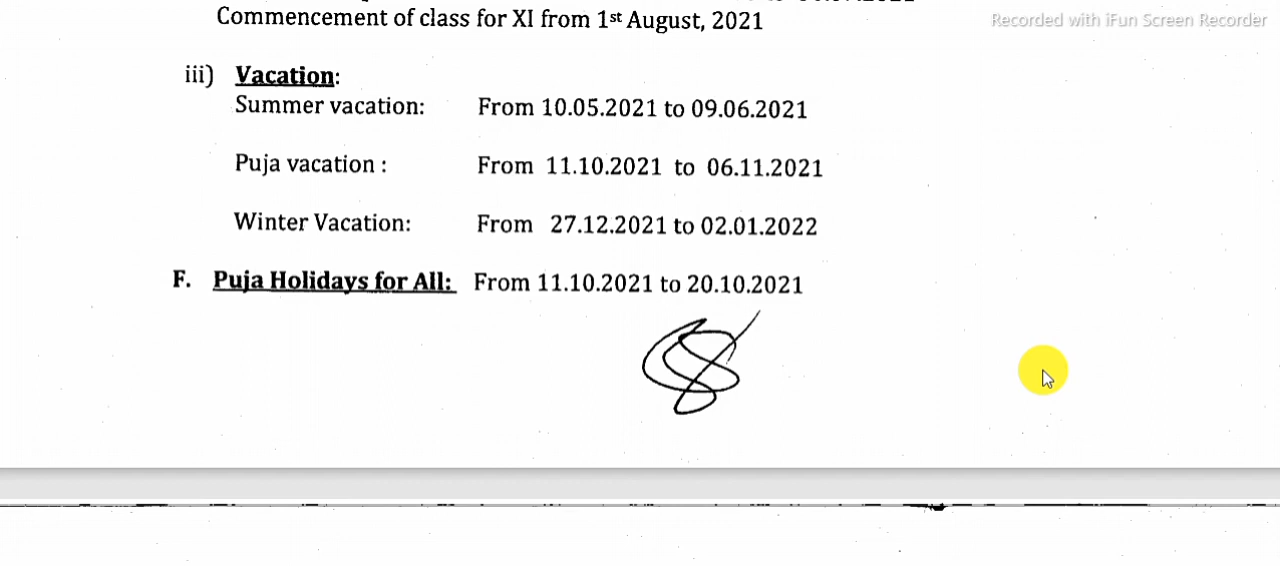 Commencement of class for XI from 1st August, 2021
Recorded with iFun Screen Recorder
iii) Vacation:
Summer vacation: From 10.05.2021 to 09.06.2021
Puja vacation : From 11.10.2021 to 06.11.2021
Winter Vacation: From 27.12.2021 to 02.01.2022
F. Puja Holidays for All: From 11.10.2021 to 20.10.2021